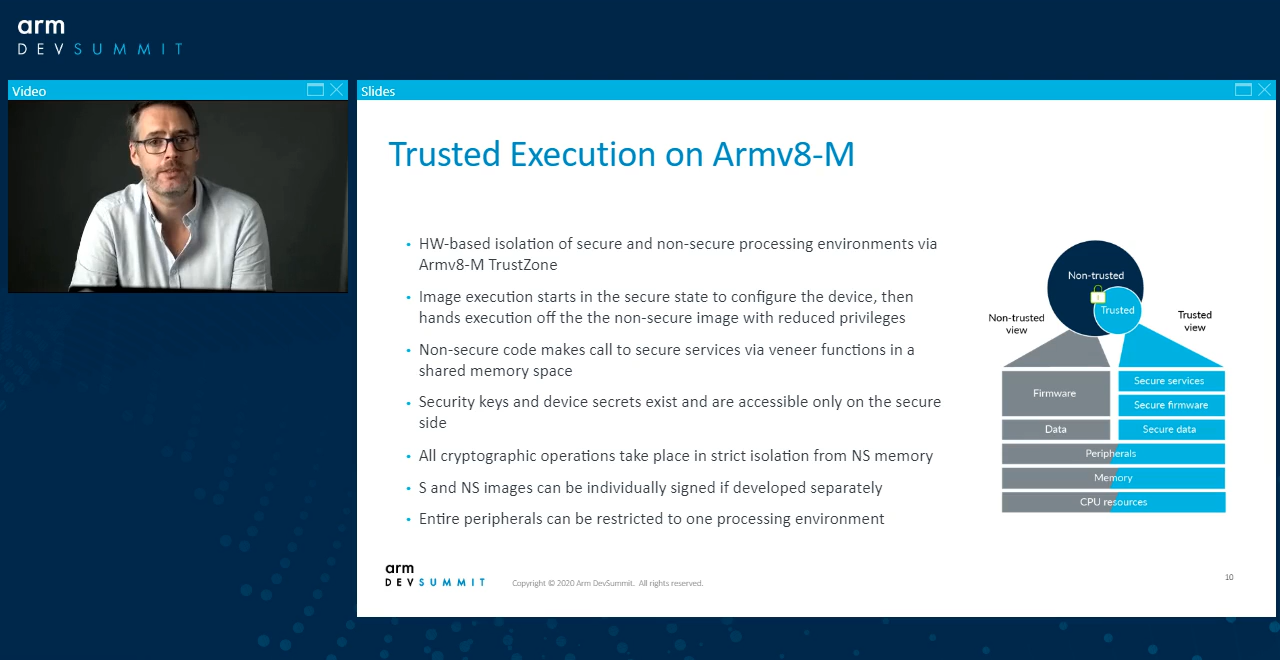 arm
DEVSUMMIT
Video
Slides
Trusted Execution on Armv8-M
• HW-based isolation of secure and non-secure processing environments via
Armv8-M TrustZone
• Image execution starts in the secure state to configure the device, then
hands execution off the the non-secure image with reduced privileges
• Non-secure code makes call to secure services via veneer functions in a
shared memory space
• Security keys and device secrets exist and are accessible only on the secure
side
• All cryptographic operations take place in strict isolation from NS memory
• S and NS images can be individually signed if developed separately
• Entire peripherals can be restricted to one processing environment
Non-trusted
Trusted
Non-trusted
view
Trusted
view
Firmware
Secure services
Secure firmware
Data
Secure data
Peripherals
Memory
CPU resources
arm
DEVSUMMIT
Copyright © 2020 Arm DevSummit. All rights reserved.
10